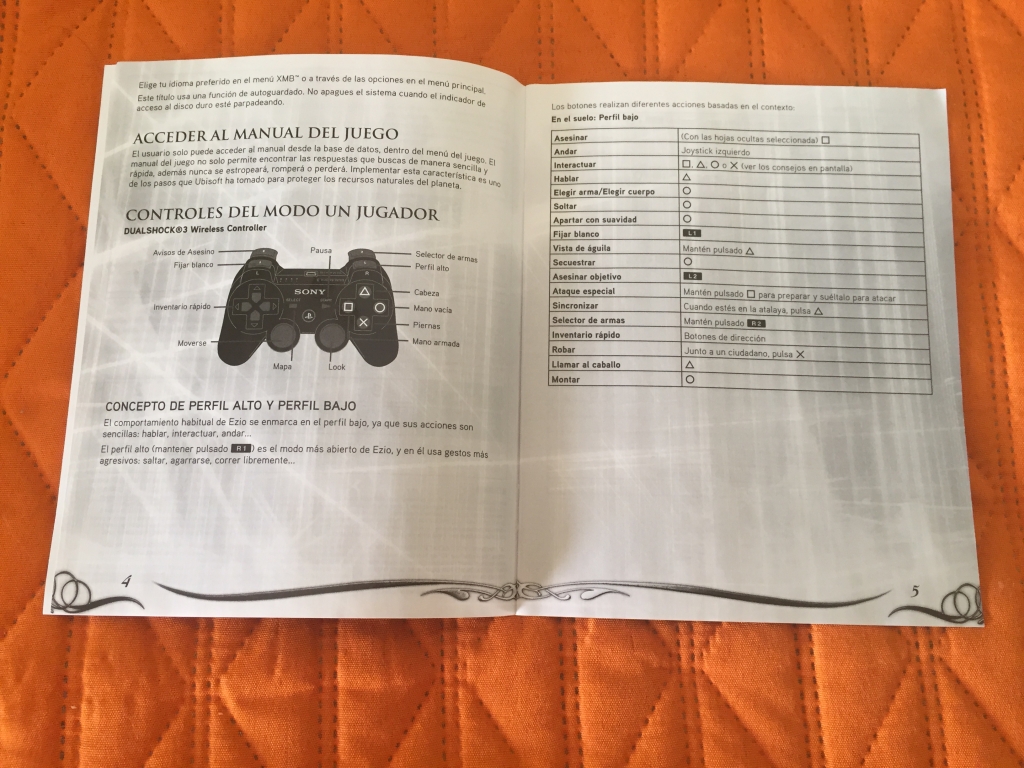 Elige tu idioma preferido en el menú XMB™ o a través de las opciones en el menú principal.
Este título usa una función de autoguardado. No apagues el sistema cuando el indicador de
acceso al disco duro esté parpadeando.
ACCEDER AL MANUAL DEL JUEGO
El usuario solo puede acceder al manual desde la base de datos, dentro del menú del juego. El
manual del juego no solo permite encontrar las respuestas que buscas de manera sencilla y
rápida, además nunca se estropeará, romperá o perderá. Implementar esta característica es uno
de los pasos que Ubisoft ha tomado para proteger los recursos naturales del planeta.
CONTROLES DEL MODO UN JUGADOR
DUALSHOCK®3 Wireless Controller
Avisos de Asesino
Pausa
Selector de armas
Fijar blanco
Perfil alto
SONY
Cabeza
Inventario rápido
Mano vacía
Piernas
Moverse
Mano armada
Mapa
Look
CONCEPTO DE PERFIL ALTO Y PERFIL BAJO
El comportamiento habitual de Ezio se enmarca en el perfil bajo, ya que sus acciones son
sencillas: hablar, interactuar, andar...
El perfil alto (mantener pulsado R1) es el modo más abierto de Ezio, y en él usa gestos más
agresivos: saltar, agarrarse, correr libremente...
4
Los botones realizan diferentes acciones basadas en el contexto:
En el suelo: Perfil bajo
Asesinar (Con las hojas ocultas seleccionada) □
Andar Joystick izquierdo
Interactuar □, △, ○ o ✕ (ver los consejos en pantalla)
Hablar △
Elegir arma/Elegir cuerpo ○
Soltar ○
Apartar con suavidad ○
Fijar blanco L1
Vista de águila Mantén pulsado △
Secuestrar ○
Asesinar objetivo L2
Ataque especial Mantén pulsado □ para preparar y suéltalo para atacar
Sincronizar Cuando estés en la atalaya, pulsa △
Selector de armas Mantén pulsado R2
Inventario rápido Botones de dirección
Robar Junto a un ciudadano, pulsa ✕
Llamar al caballo △
Montar ○
5